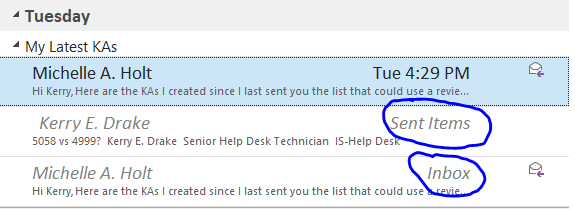 Tuesday
My Latest KAs
Michelle A. Holt Tue 4:29 PM
Hi Kerry,Here are the KAs I created since I last sent you the list that could use a revie...
Kerry E. Drake Sent Items
5058 vs 4999? Kerry E. Drake Senior Help Desk Technician IS-Help Desk
Michelle A. Holt Inbox
Hi Kerry,Here are the KAs I created since I last sent you the list that could use a revie...